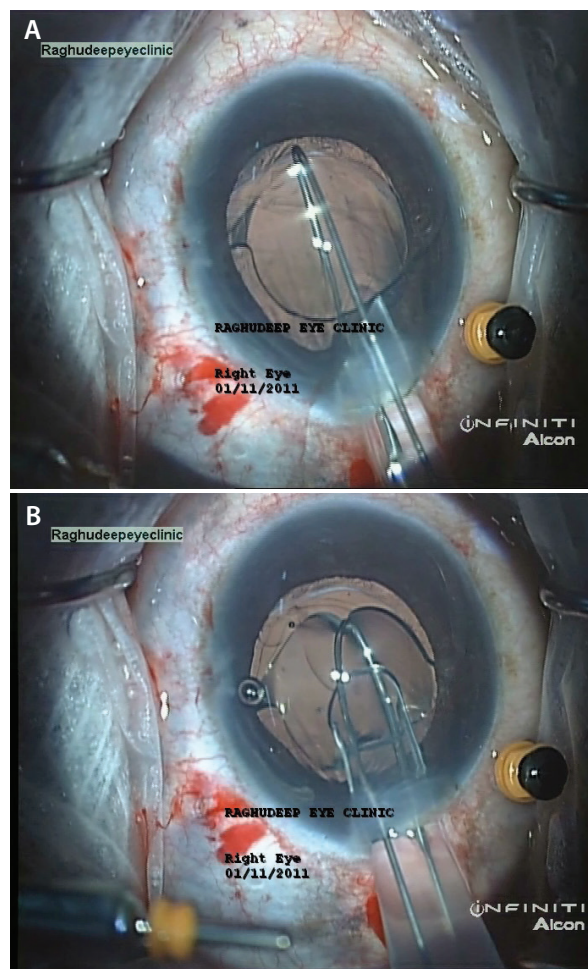 A
Raghudeepeyeclinic
RAGHUDEEP EYE CLINIC
Right Eye
01/11/2011
INFINITI
Alcon
B
Raghudeepeyeclinic
RAGHUDEEP EYE CLINIC
Right Eye
01/11/2011
INFINITI
Alcon